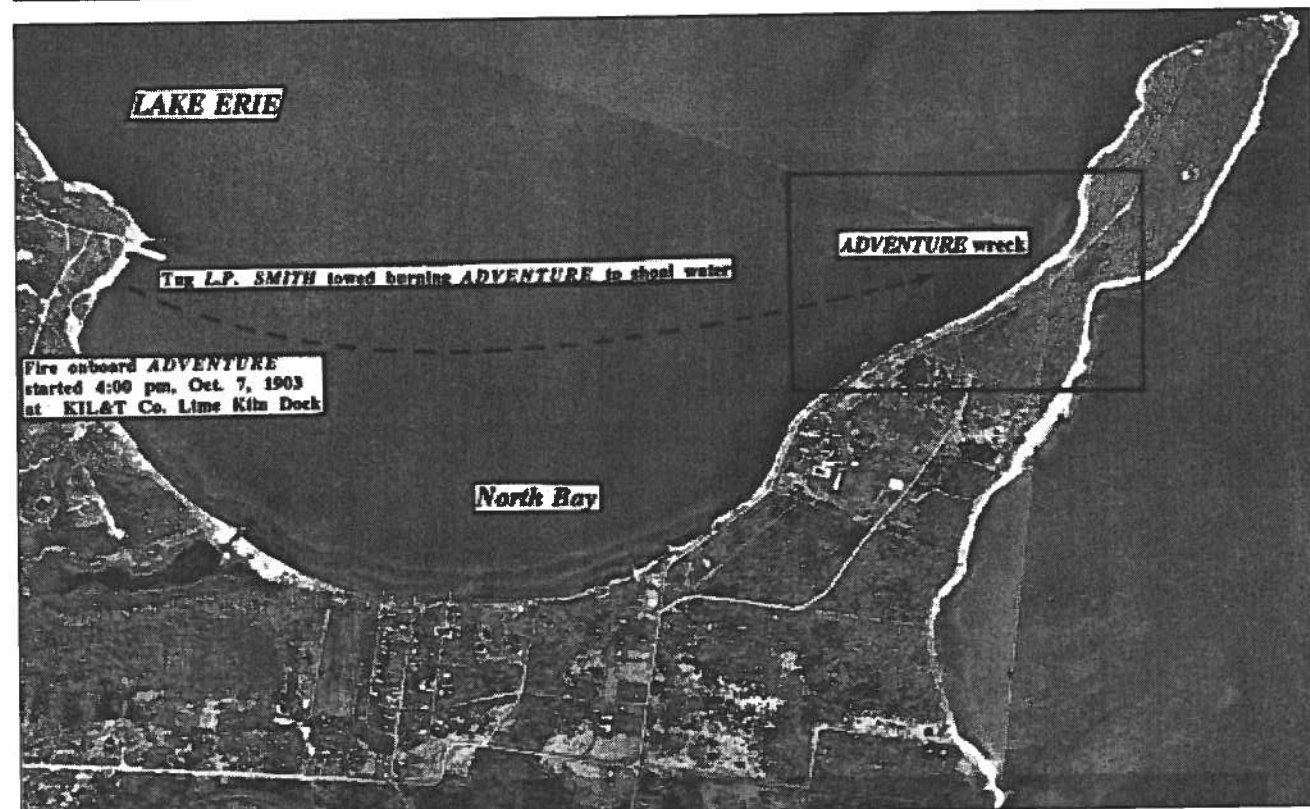 LAKE ERIE
ADVENTURE wreck
Tug L.P. SMITH towed burning ADVENTURE to shoal water
Fire onboard ADVENTURE
started 4:00 pm, Oct. 7, 1903
at KIL&T Co. Lime Kiln Dock
North Bay